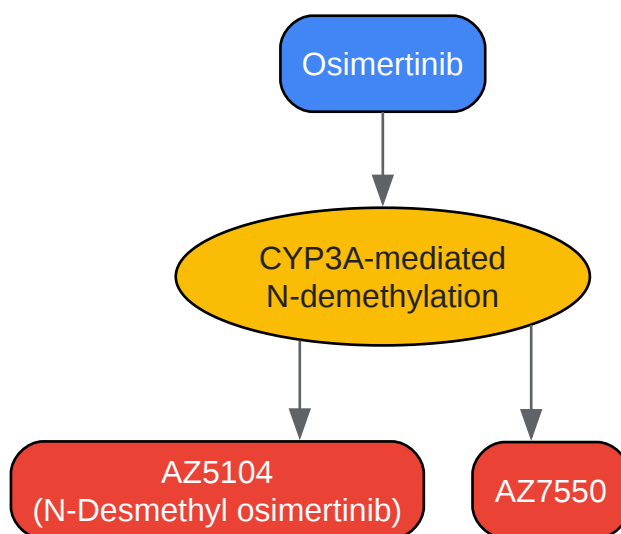 Osimertinib
CYP3A-mediated
N-demethylation
AZ5104
(N-Desmethyl osimertinib)
AZ7550